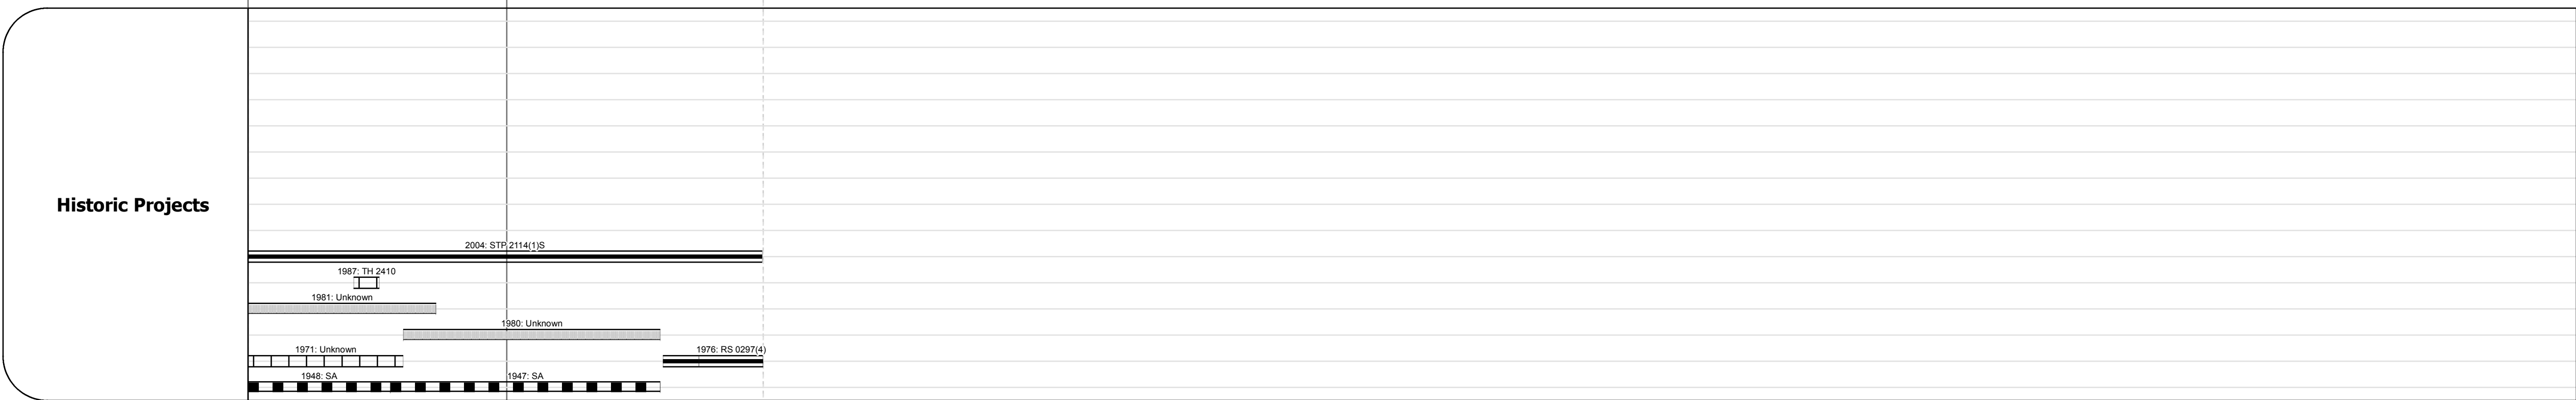 Historic Projects
2004: STP 2114(1)S
1987: TH 2410
1981: Unknown
1980: Unknown
1971: Unknown
1976: RS 0297(4)
1948: SA
1947: SA